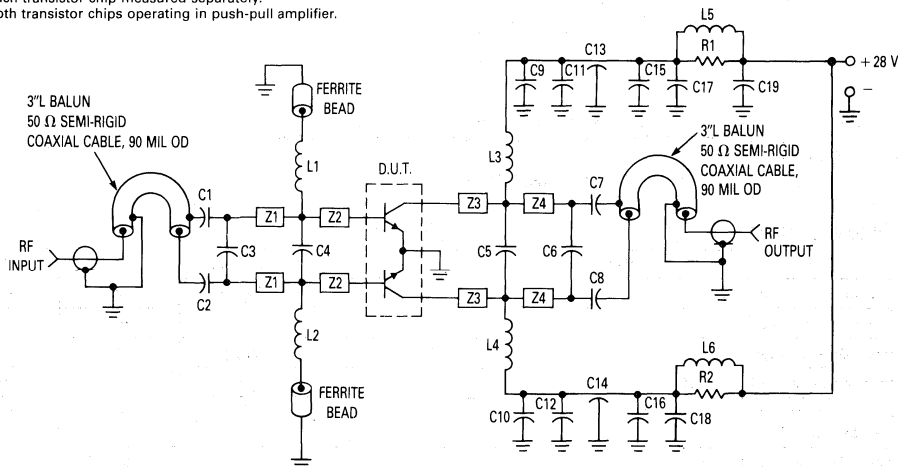 oth transistor chips operating in push-pull amplifier.
L5
C13
R1
+ 28 V
C9
C11
C15
C17
C19
−
3"L BALUN
50 Ω SEMI-RIGID
COAXIAL CABLE, 90 MIL OD
FERRITE
BEAD
3"L BALUN
50 Ω SEMI-RIGID
COAXIAL CABLE,
90 MIL OD
L1
L3
D.U.T.
C1
C7
Z1
Z2
Z3
Z4
RF
INPUT
C3
C4
C5
C6
RF
OUTPUT
Z1
Z2
Z3
Z4
C2
C8
L2
L4
L6
R2
C14
FERRITE
BEAD
C10
C12
C16
C18